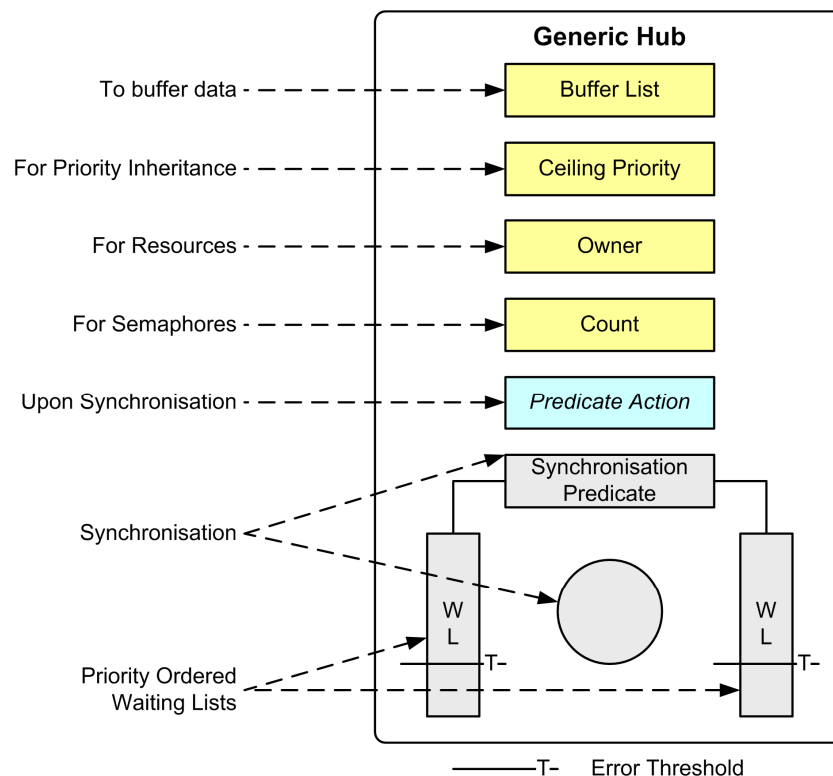 Generic Hub
To buffer data
Buffer List
For Priority Inheritance
Ceiling Priority
For Resources
Owner
For Semaphores
Count
Upon Synchronisation
Predicate Action
Synchronisation
Predicate
Synchronisation
W
L
W
L
T
T
Priority Ordered
Waiting Lists
T
Error Threshold